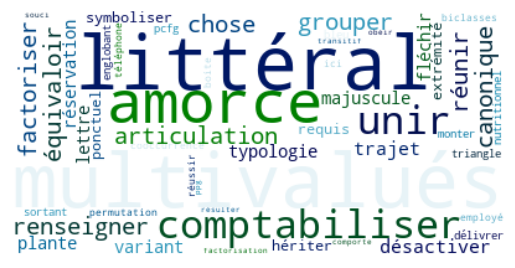 souci symboliser pcfg chose grouper obéir biclasses
factoriser équivaloir réservation englobant téléphone littéral transitif ici fléchir extrémité réunir canonique nutritionnel
lettre ponctuel amorce majuscule unir
articulation requis monter
typologie trajet triangle
multivalués
réussir ppg
sortant permutation résulter employé
renseigner comptabiliser délivrer
plante variant factorisation hériter comporte désactiver